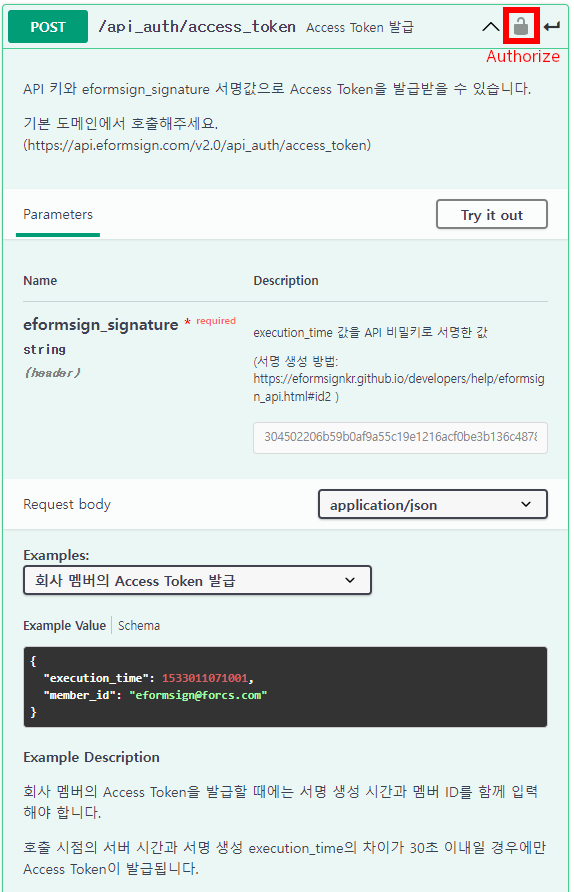 POST /api_auth/access_token Access Token 발급
Authorize
API 키와 eformsign_signature 서명값으로 Access Token을 발급받을 수 있습니다.
기본 도메인에서 호출해주세요.
(https://api.eformsign.com/v2.0/api_auth/access_token)
Parameters
Try it out
Name Description
eformsign_signature * required
string
(header)
execution_time 값을 API 비밀키로 서명한 값
(서명 생성 방법:
https://eformsignkr.github.io/developers/help/eformsig
n_api.html#id2 )
304502206b59b0af9a55c19e1216acf0be3b136c4878
Request body
application/json
Examples:
회사 멤버의 Access Token 발급
Example Value Schema
{
"execution_time": 1533011071001,
"member_id": "eformsign@forcs.com"
}
Example Description
회사 멤버의 Access Token을 발급할 때에는 서명 생성 시간과 멤버 ID를 함께 입력
해야 합니다.
호출 시점의 서버 시간과 서명 생성 execution_time의 차이가 30초 이내일 경우에만
Access Token이 발급됩니다.